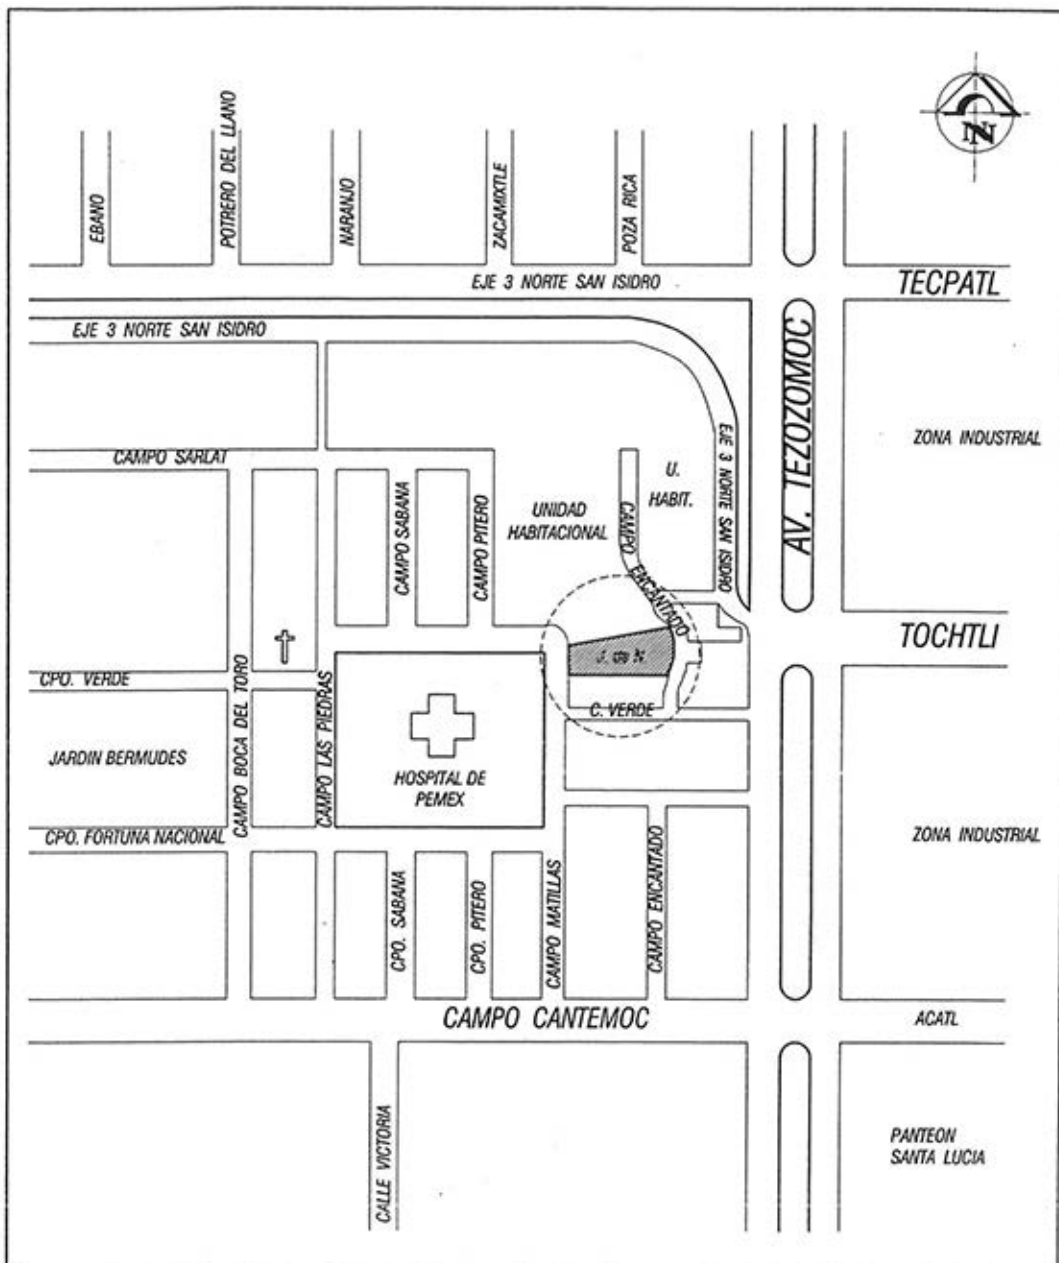 N
EBANO
POTRERO DEL LLANO
NARANJO
ZACAMIXTLE
POZA RICA
EJE 3 NORTE SAN ISIDRO
TECPATL
EJE 3 NORTE SAN ISIDRO
AV. TEZOZOMOC
EJE 3 NORTE SAN ISIDRO
ZONA INDUSTRIAL
CAMPO SARLAT
U.
HABIT.
UNIDAD
HABITACIONAL
CAMPO SABANA
CAMPO PITERO
CAMPO ENCANTADO
TOCHTLI
J. de N.
CPO. VERDE
C. VERDE
CAMPO BOCA DEL TORO
CAMPO LAS PIEDRAS
JARDIN BERMUDES
HOSPITAL DE
PEMEX
CPO. FORTUNA NACIONAL
ZONA INDUSTRIAL
CPO. SABANA
CPO. PITERO
CAMPO MATILLAS
CAMPO ENCANTADO
CAMPO CANTEMOC
ACATL
CALLE VICTORIA
PANTEON
SANTA LUCIA